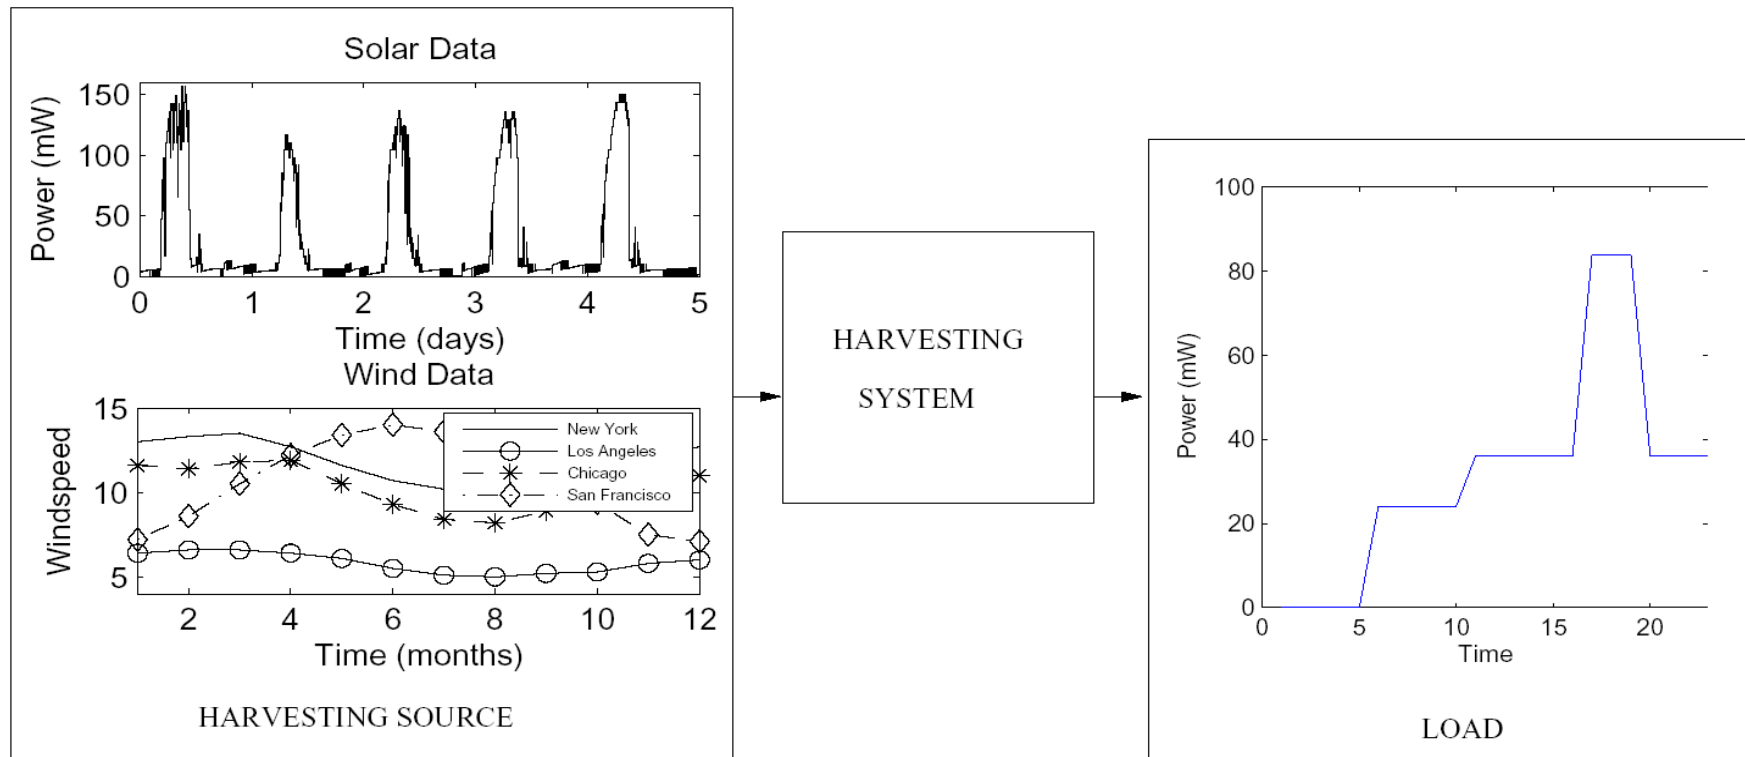 Solar Data
Power (mW)
150
100
50
0
0 1 2 3 4 5
Time (days)
Wind Data
Windspeed
15
10
5
New York
Los Angeles
Chicago
San Francisco
2 4 6 8 10 12
Time (months)
HARVESTING SOURCE
HARVESTING
SYSTEM
Power (mW)
100
80
60
40
20
0
0 5 10 15 20
Time
LOAD